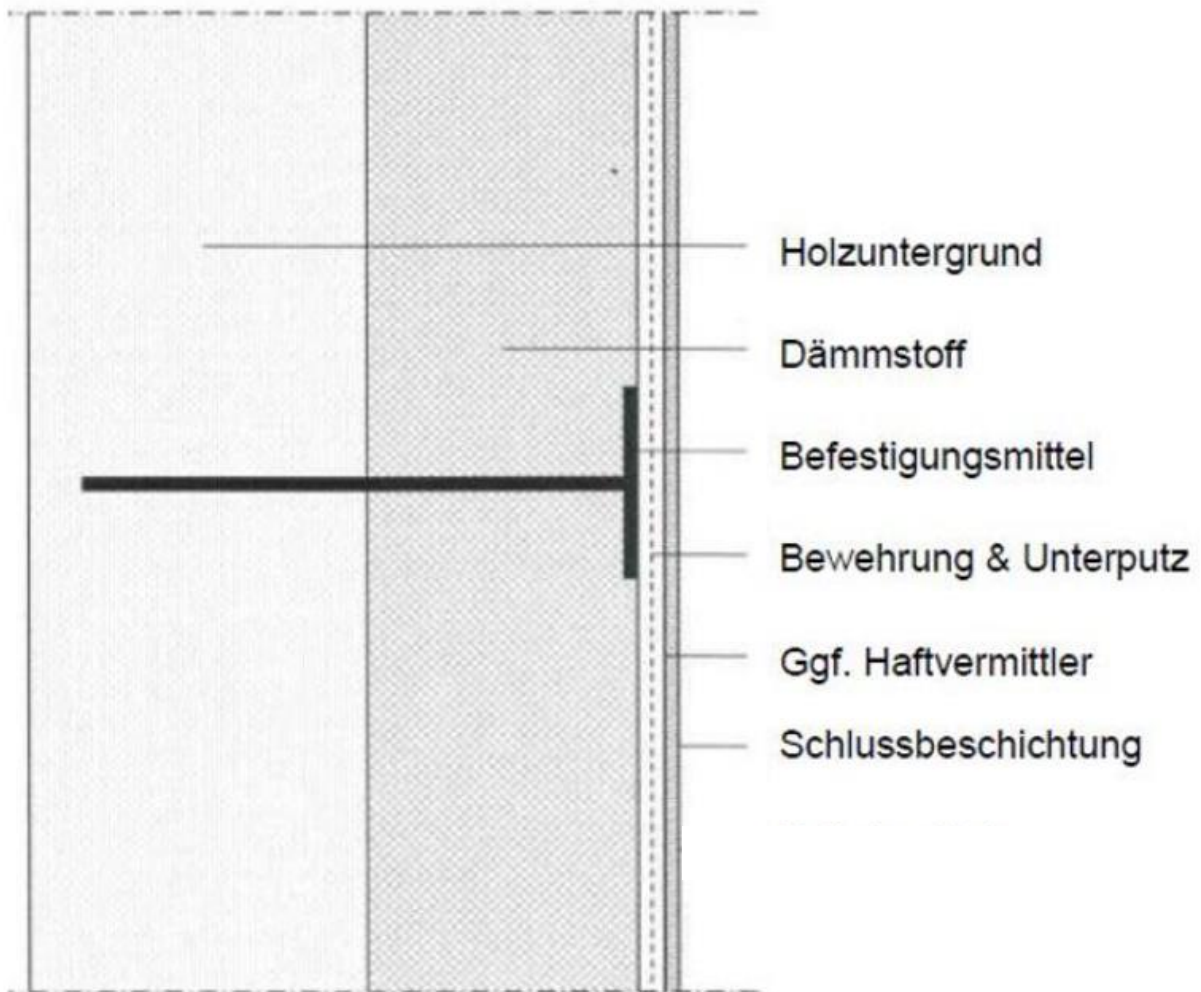 Holzuntergrund
Dämmstoff
Befestigungsmittel
Bewehrung & Unterputz
Ggf. Haftvermittler
Schlussbeschichtung